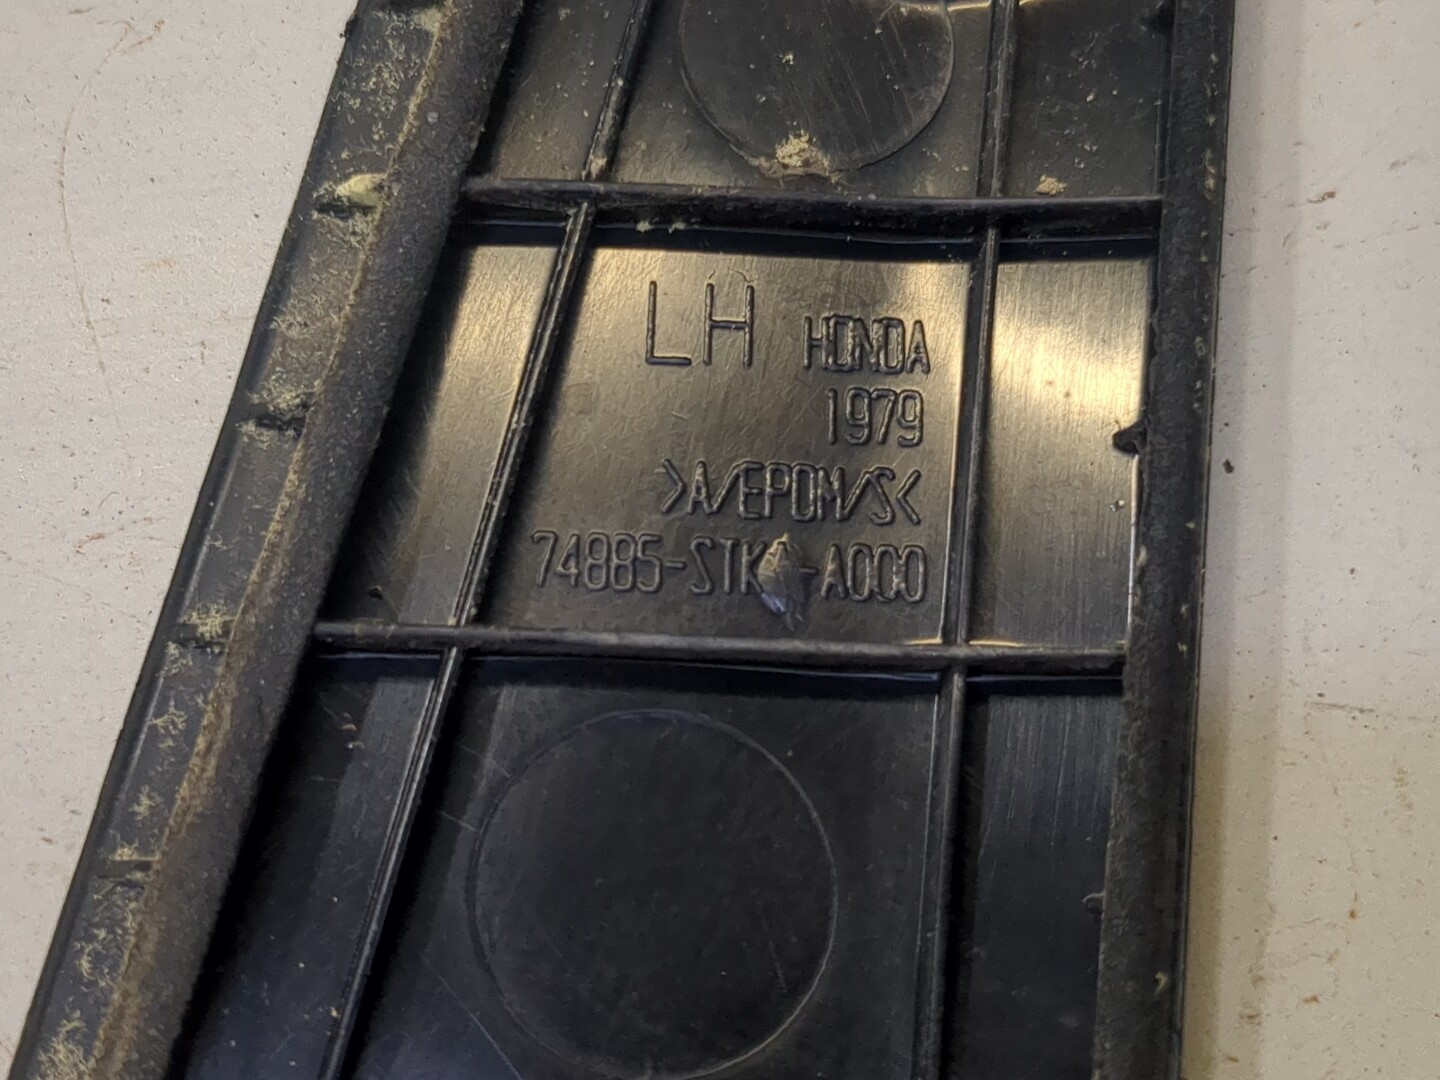 LH HONDA
1979
>A/EPDM/S<
74885-STK -A000